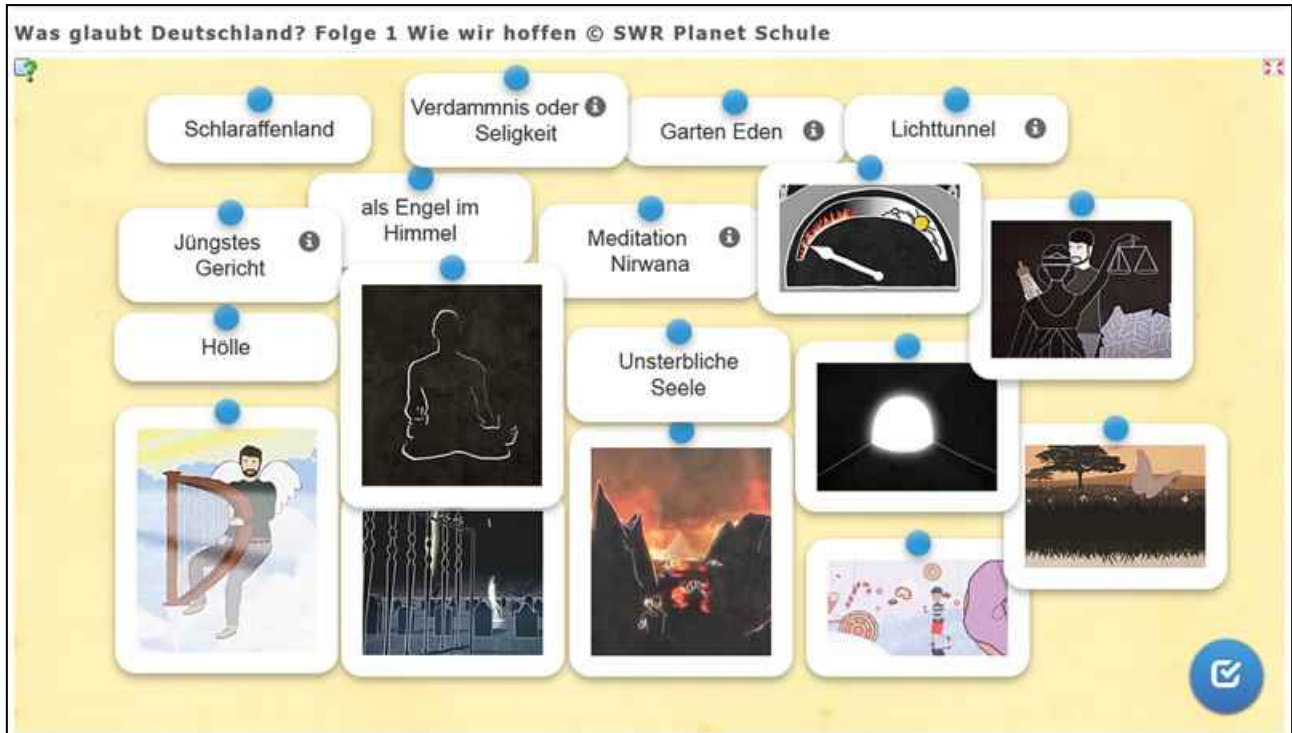 Was glaubt Deutschland? Folge 1 Wie wir hoffen © SWR Planet Schule
Schlaraffenland
Verdammnis oder
Seligkeit
Garten Eden
Lichttunnel
als Engel im
Himmel
Jüngstes
Gericht
Meditation
Nirwana
Hölle
Unsterbliche
Seele